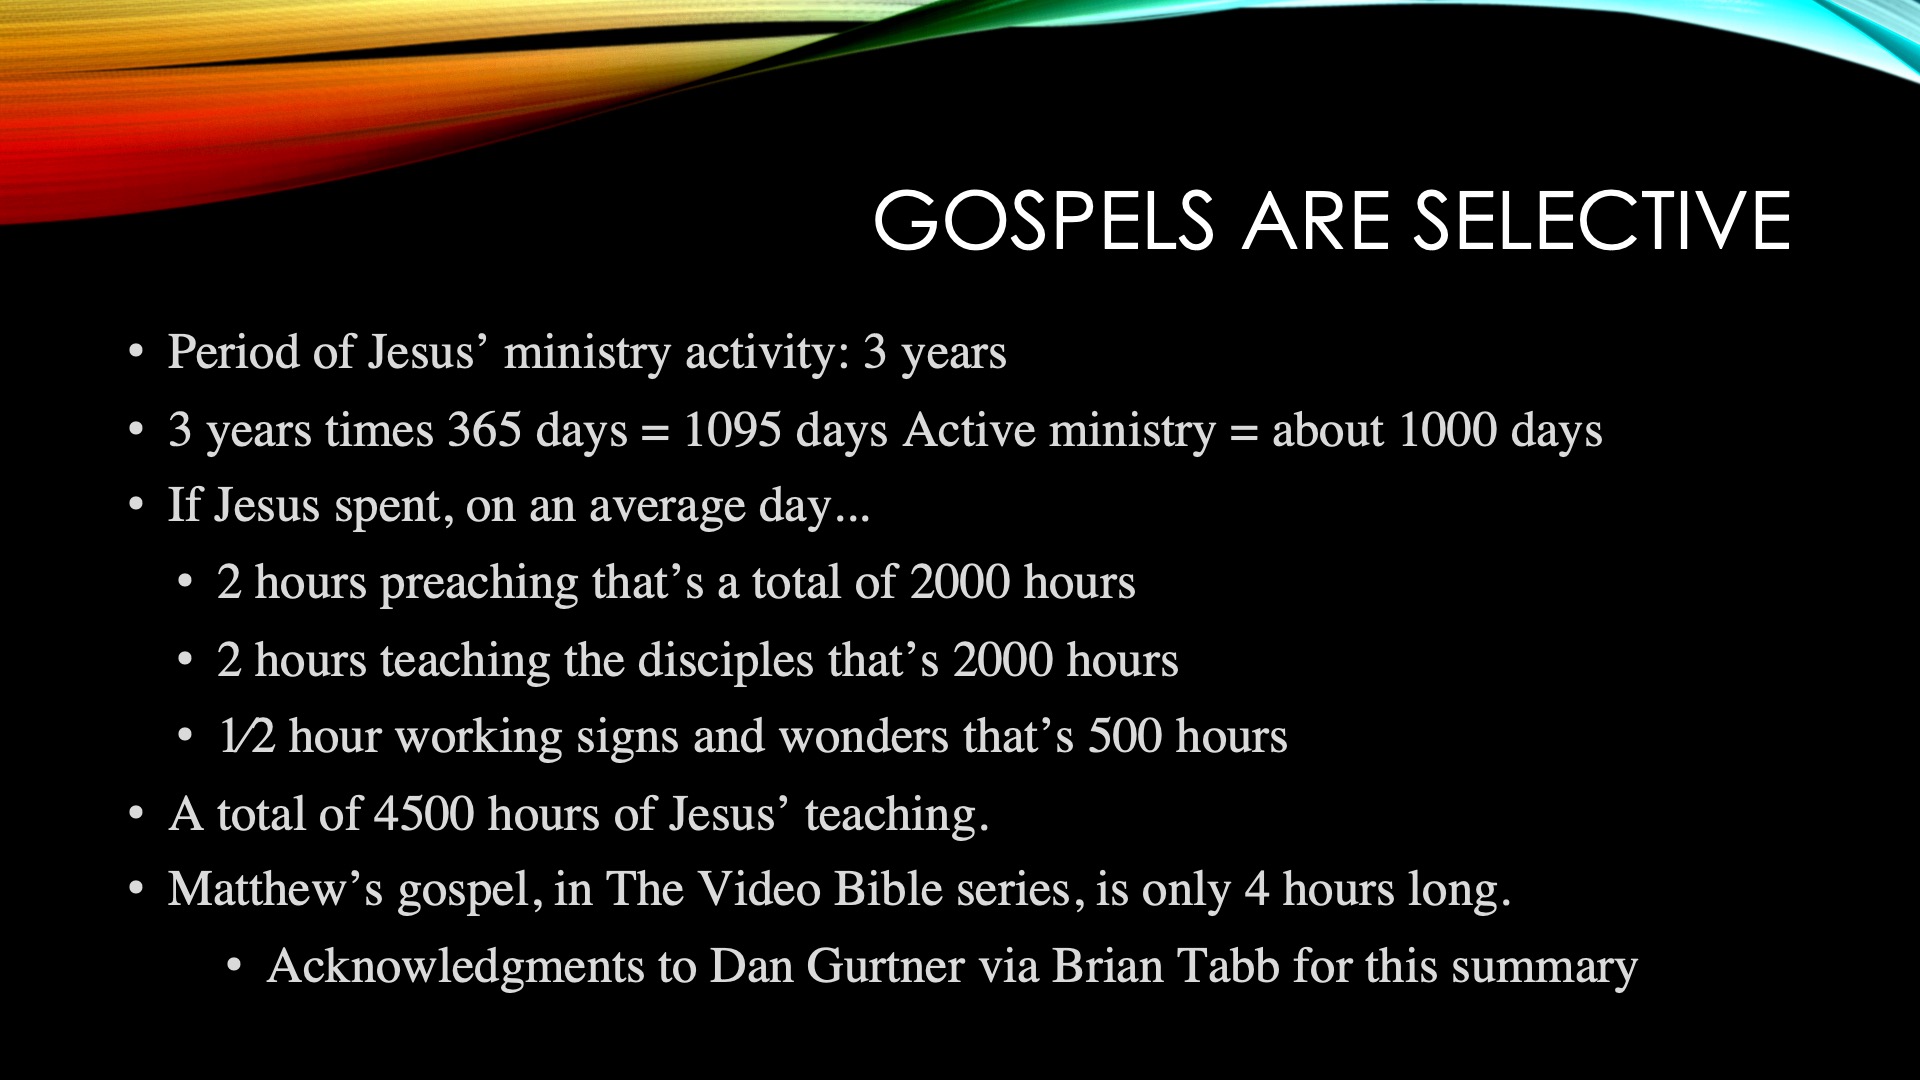 GOSPELS ARE SELECTIVE
• Period of Jesus’ ministry activity: 3 years
• 3 years times 365 days = 1095 days Active ministry = about 1000 days
• If Jesus spent, on an average day...
• 2 hours preaching that’s a total of 2000 hours
• 2 hours teaching the disciples that’s 2000 hours
• 1⁄2 hour working signs and wonders that’s 500 hours
• A total of 4500 hours of Jesus’ teaching.
• Matthew’s gospel, in The Video Bible series, is only 4 hours long.
• Acknowledgments to Dan Gurtner via Brian Tabb for this summary